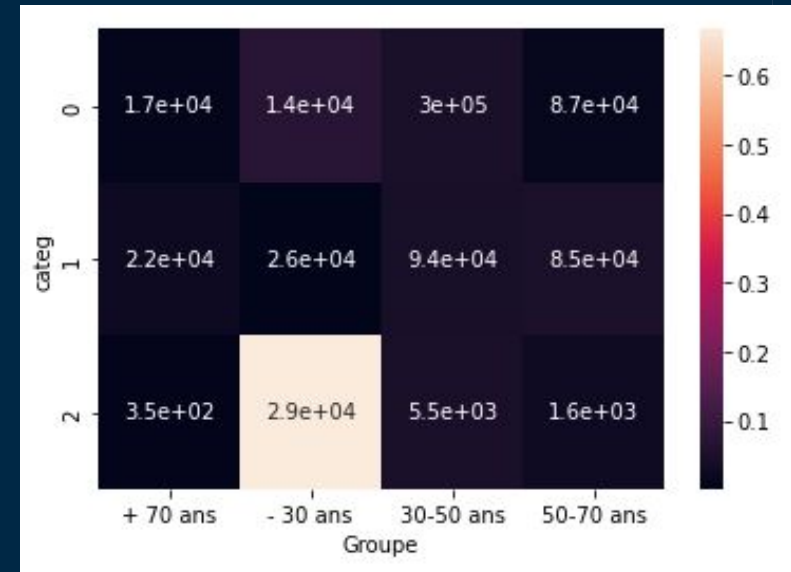 0 1.7e+04 1.4e+04 3e+05 8.7e+04
1 2.2e+04 2.6e+04 9.4e+04 8.5e+04
2 3.5e+02 2.9e+04 5.5e+03 1.6e+03
categ
+ 70 ans - 30 ans 30-50 ans 50-70 ans
Groupe
0.6
0.5
0.4
0.3
0.2
0.1